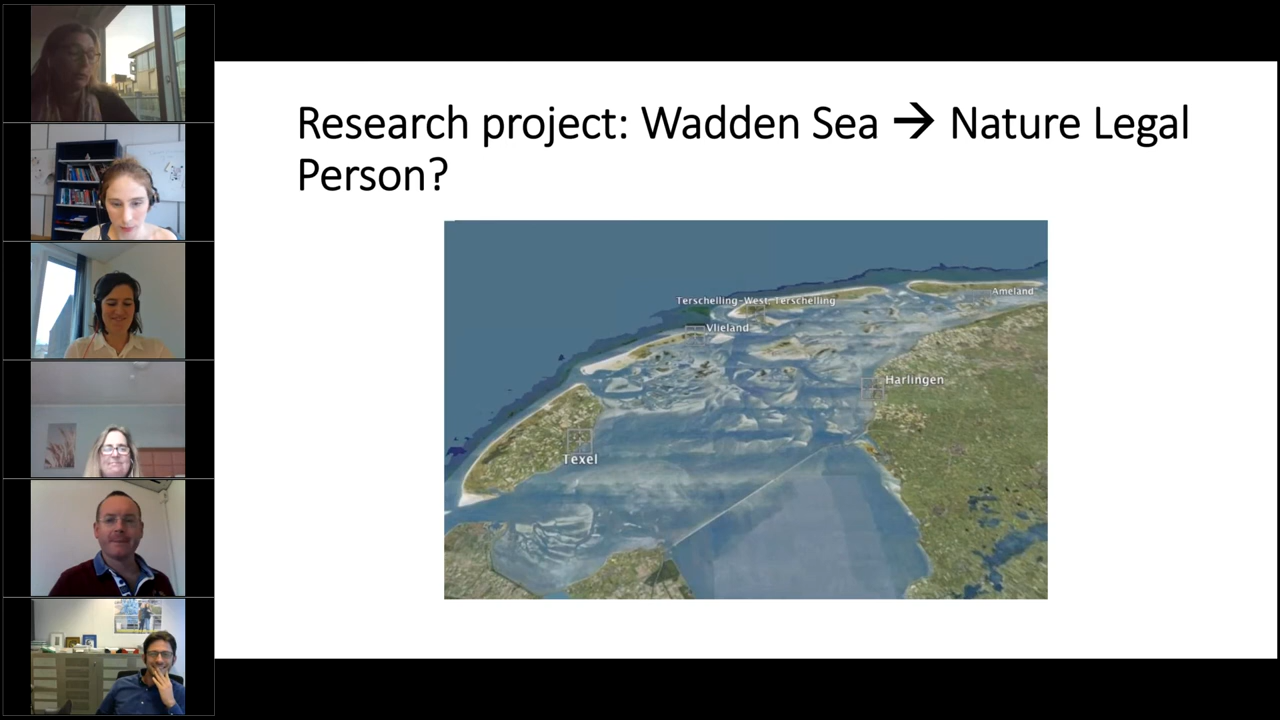 Research project: Wadden Sea → Nature Legal
Person?
Terschelling-West Terschelling
Ameland
Vlieland
Harlingen
Texel